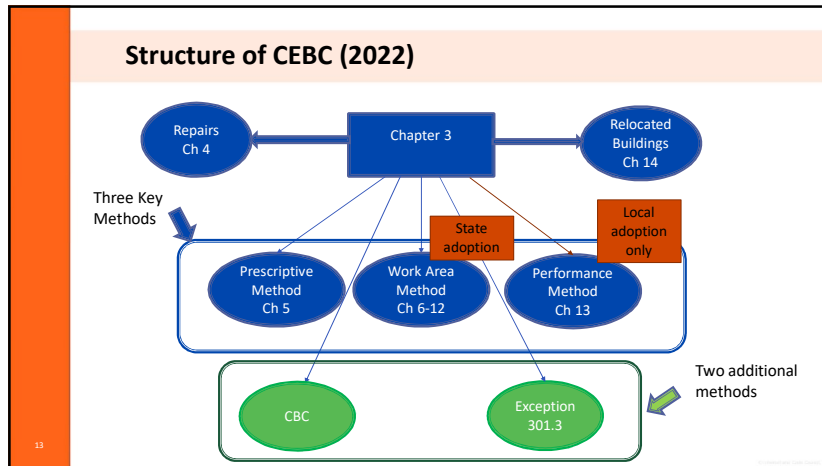 Structure of CEBC (2022)
Repairs
Ch 4
Chapter 3
Relocated
Buildings
Ch 14
Three Key
Methods
State
adoption
Local
adoption
only
Prescriptive
Method
Ch 5
Work Area
Method
Ch 6-12
Performance
Method
Ch 13
Two additional
methods
CBC
Exception
301.3
13